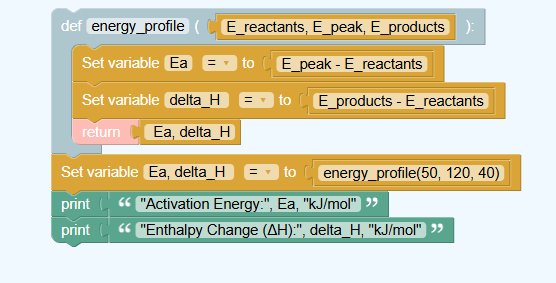 def energy_profile ( E_reactants, E_peak, E_products ):
Set variable Ea = to E_peak - E_reactants
Set variable delta_H = to E_products - E_reactants
return Ea, delta_H
Set variable Ea, delta_H = to energy_profile(50, 120, 40)
print “ "Activation Energy:", Ea, "kJ/mol" ”
print “ "Enthalpy Change (ΔH):", delta_H, "kJ/mol" ”